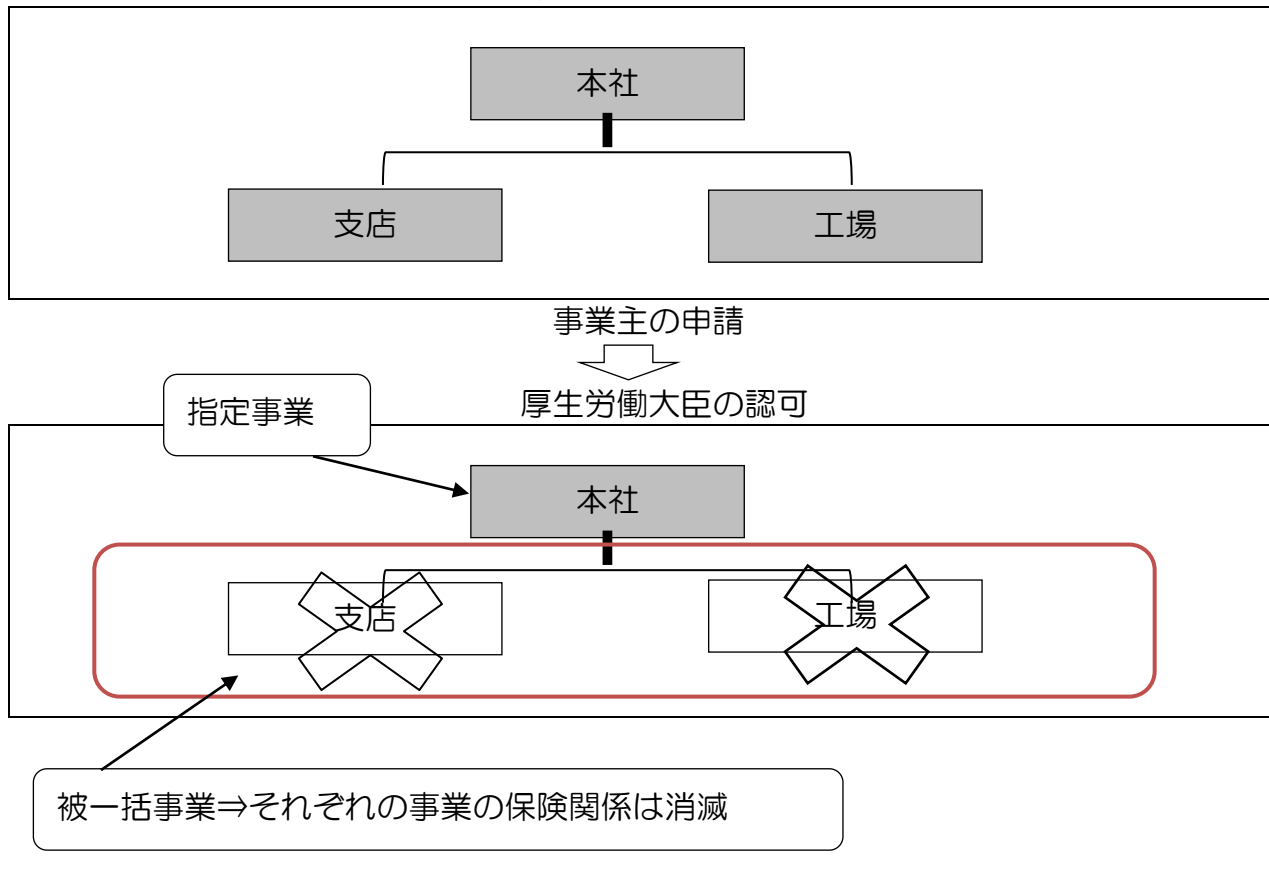 本社
支店
工場
事業主の申請
厚生労働大臣の認可
指定事業
本社
支店
工場
被一括事業⇒それぞれの事業の保険関係は消滅